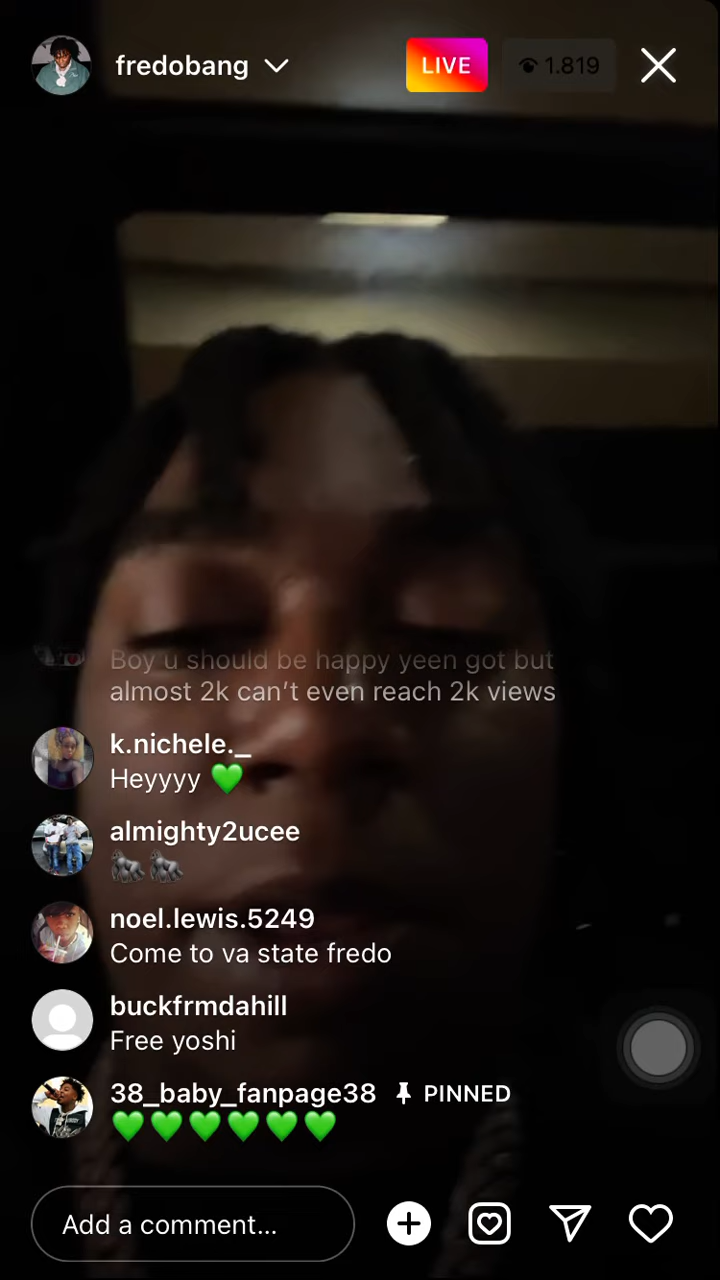 fredobang
LIVE
1.819
Boy u should be happy yeen got but
almost 2k can’t even reach 2k views
k.nichele._
Heyyyy 💚
almighty2ucee
🦍🦍
noel.lewis.5249
Come to va state fredo
buckfrmdahill
Free yoshi
38_baby_fanpage38 PINNED
💚💚💚💚💚💚
Add a comment...